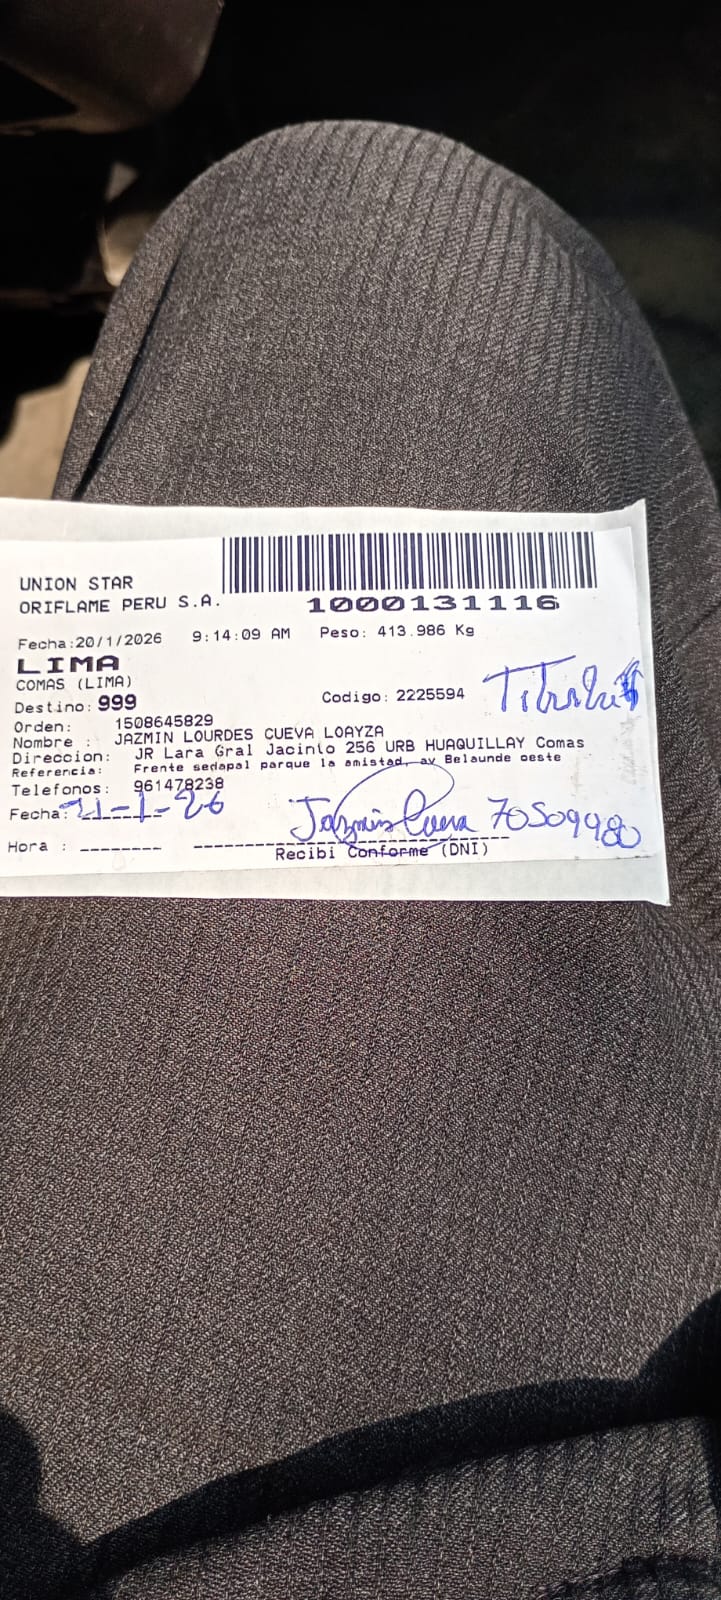 UNION STAR
ORIFLAME PERU S.A.
1000131116
Fecha:20/1/2026 9:14:09 AM Peso: 413.986 Kg
LIMA
COMAS (LIMA)
Destino: 999 Codigo: 2225594 Titular
Orden: 1508645829
Nombre : JAZMIN LOURDES CUEVA LOAYZA
Direccion: JR Lara Gral Jacinto 256 URB HUAQUILLAY Comas
Referencia: Frente sedapal parque la amistad, av Belaunde oeste
Telefonos: 961478238
Fecha: 21-1-26 Jazmin Cueva 70509980
Hora : ________ Recibi Conforme (DNI)